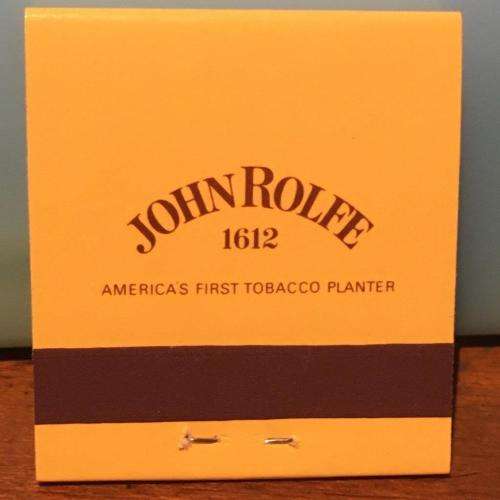 JOHN ROLFE
1612
AMERICA'S FIRST TOBACCO PLANTER